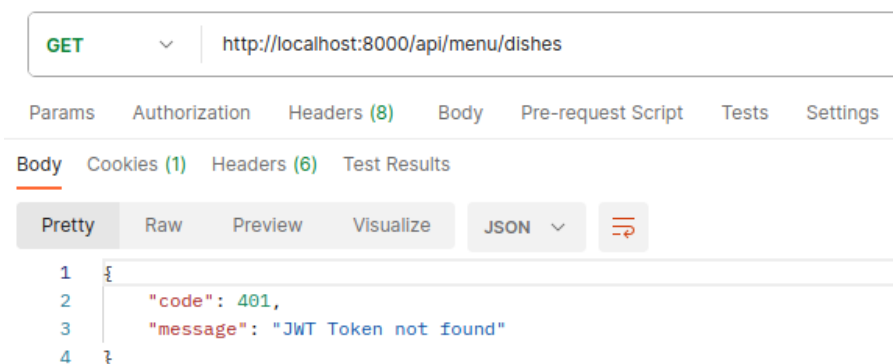 GET http://localhost:8000/api/menu/dishes
Params Authorization Headers (8) Body Pre-request Script Tests Settings
Body Cookies (1) Headers (6) Test Results
Pretty Raw Preview Visualize JSON
1 {
2 "code": 401,
3 "message": "JWT Token not found"
4 }